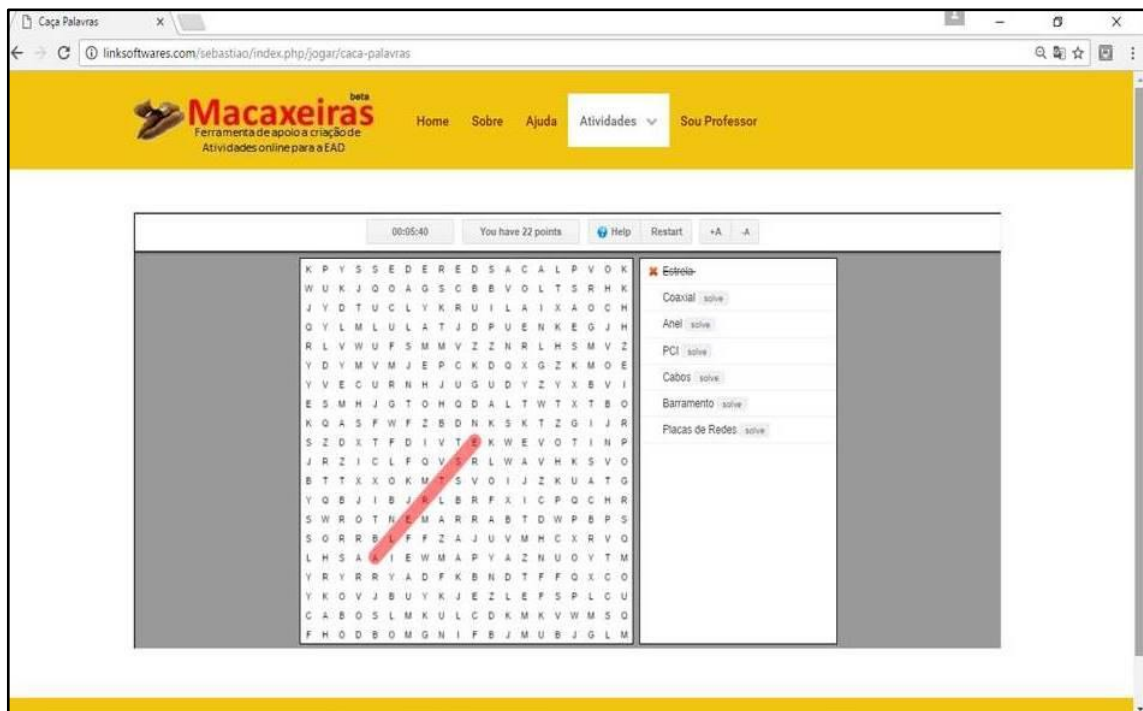 Caça Palavras
linksoftwares.com/sebastiao/index.php/jogar/caca-palavras
beta
Macaxeiras
Ferramenta de apoio a criação de
Atividades online para a EAD
Home Sobre Ajuda Atividades Sou Professor
00:05:40 You have 22 points Help Restart +A -A
K P Y S S E D E R E D S A C A L P V O K
W U K J Q O A G S C B B V O L T S R H K
J Y D T U C L Y K R U I L A I X A O C H
Q Y L M L U L A T J D P U E N K E G J H
R L V W U F S M M V Z Z N R L H S M V Z
Y D Y M V M J E P C K D Q X G Z K M O E
Y V E C U R N H J U G U D Y Z Y X B V I
E S M H J G T O H Q D A L T W T X T B O
K Q A S F W F Z B D N K S K T Z G I J R
S Z D X T F D I V T E K W E V O T I N P
J R Z I C L F Q V S R L W A V H K S V O
B T T X X O K M T S V O I J Z K U A T G
Y Q B J I B J R L B R F X I C P Q C H R
S W R O T N E M A R R A B T D W P B P S
S O R R B L F F Z A J U V M H C X R V Q
L H S A A I E W M A P Y A Z N U O Y T M
Y R Y R R Y A D F K B N D T F F Q X C O
Y K O V J B U Y K J E Z L E F S P L C U
C A B O S L M K U L C D K M K V W M S Q
F H O D B O M G N I F B J M U B J G L M
Estrela
Coaxial solve
Anel solve
PCI solve
Cabos solve
Barramento solve
Placas de Redes solve